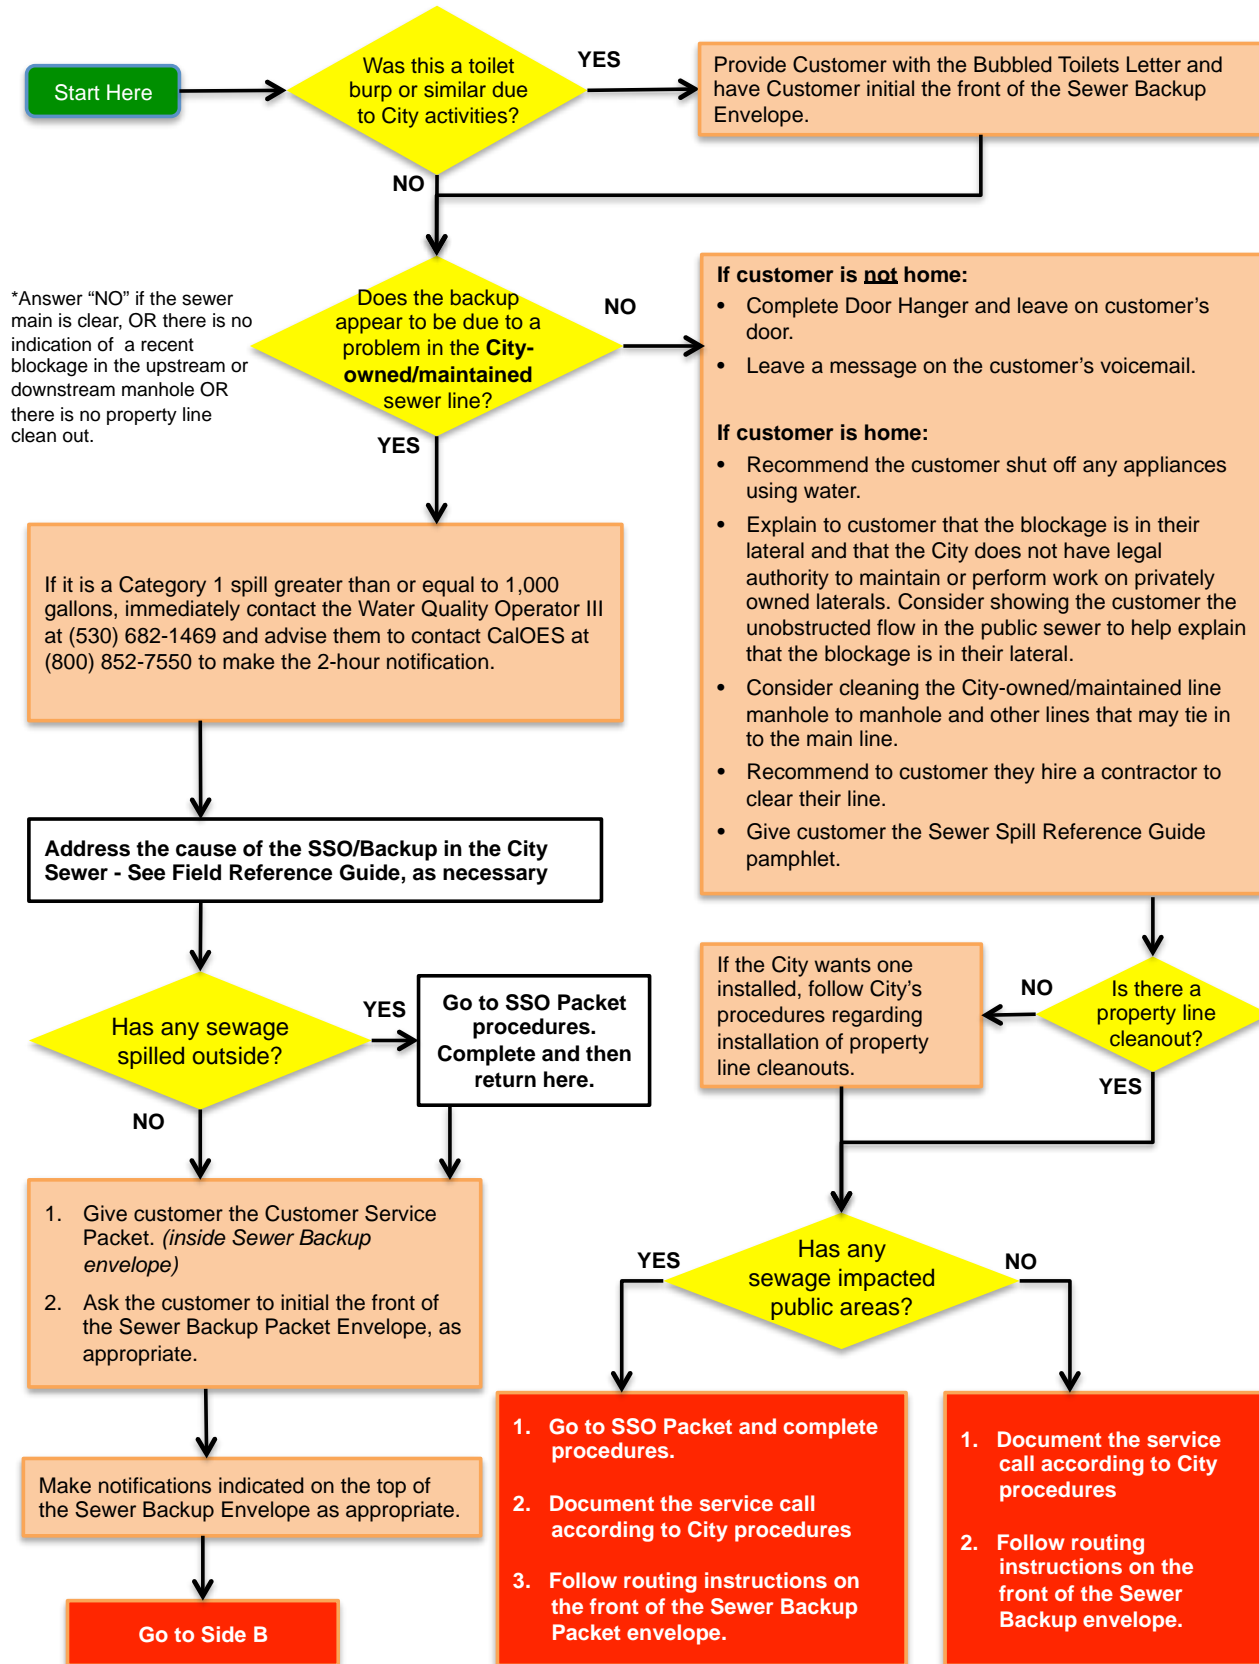 Start Here
Was this a toilet
burp or similar due
to City activities?
YES
Provide Customer with the Bubbled Toilets Letter and
have Customer initial the front of the Sewer Backup
Envelope.
NO
*Answer “NO” if the sewer
main is clear, OR there is no
indication of  a recent
blockage in the upstream or
downstream manhole OR
there is no property line
clean out.
Does the backup
appear to be due to a
problem in the City-
owned/maintained
sewer line?
NO
YES
If customer is not home:
• Complete Door Hanger and leave on customer’s
door.
• Leave a message on the customer’s voicemail.
If customer is home:
• Recommend the customer shut off any appliances
using water.
• Explain to customer that the blockage is in their
lateral and that the City does not have legal
authority to maintain or perform work on privately
owned laterals. Consider showing the customer the
unobstructed flow in the public sewer to help explain
that the blockage is in their lateral.
• Consider cleaning the City-owned/maintained line
manhole to manhole and other lines that may tie in
to the main line.
• Recommend to customer they hire a contractor to
clear their line.
• Give customer the Sewer Spill Reference Guide
pamphlet.
If it is a Category 1 spill greater than or equal to 1,000
gallons, immediately contact the Water Quality Operator III
at (530) 682-1469 and advise them to contact CalOES at
(800) 852-7550 to make the 2-hour notification.
Address the cause of the SSO/Backup in the City
Sewer - See Field Reference Guide, as necessary
Has any sewage
spilled outside?
YES
Go to SSO Packet
procedures.
Complete and then
return here.
NO
If the City wants one
installed, follow City’s
procedures regarding
installation of property
line cleanouts.
NO
Is there a
property line
cleanout?
YES
1. Give customer the Customer Service
Packet. (inside Sewer Backup
envelope)
2. Ask the customer to initial the front of
the Sewer Backup Packet Envelope, as
appropriate.
YES
Has any
sewage impacted
public areas?
NO
Make notifications indicated on the top of
the Sewer Backup Envelope as appropriate.
Go to Side B
1. Go to SSO Packet and complete
procedures.
2. Document the service call
according to City procedures
3. Follow routing instructions on
the front of the Sewer Backup
Packet envelope.
1. Document the service
call according to City
procedures
2. Follow routing
instructions on the
front of the Sewer
Backup envelope.